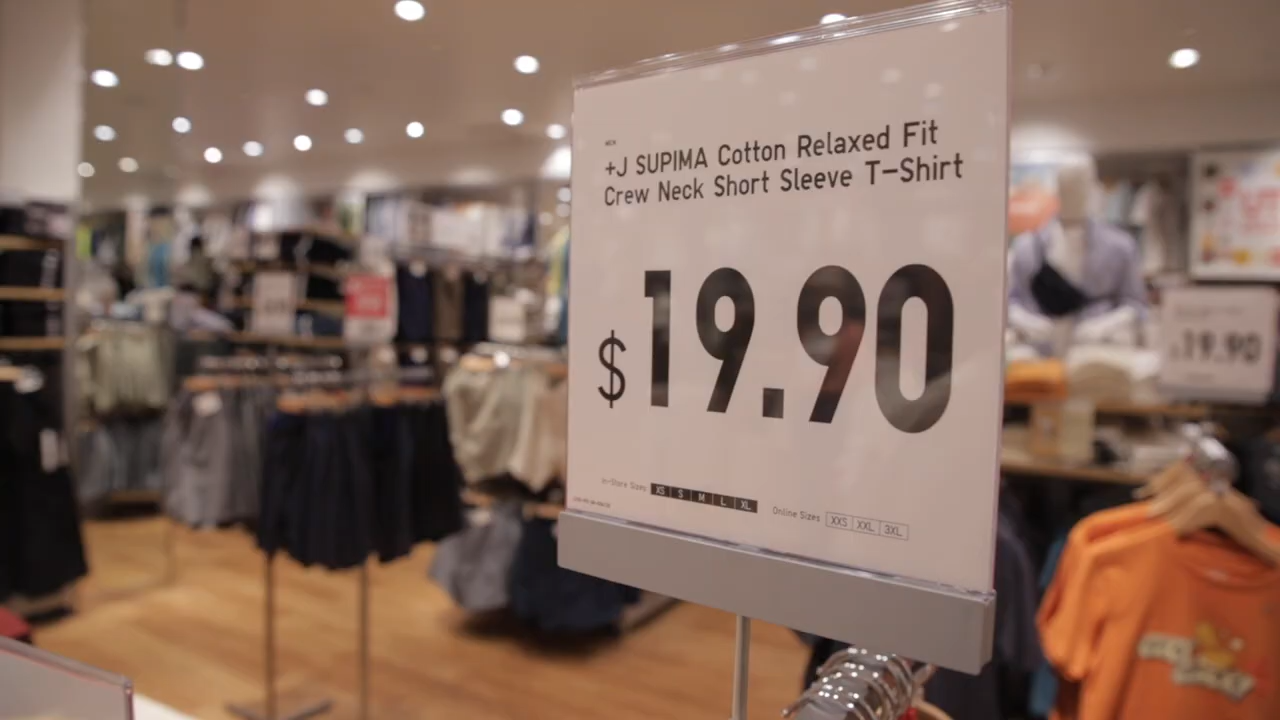 MEN
+J SUPIMA Cotton Relaxed Fit
Crew Neck Short Sleeve T-Shirt
$19.90
In-Store Sizes XS S M L XL
Online Sizes XXS XXL 3XL
19.90